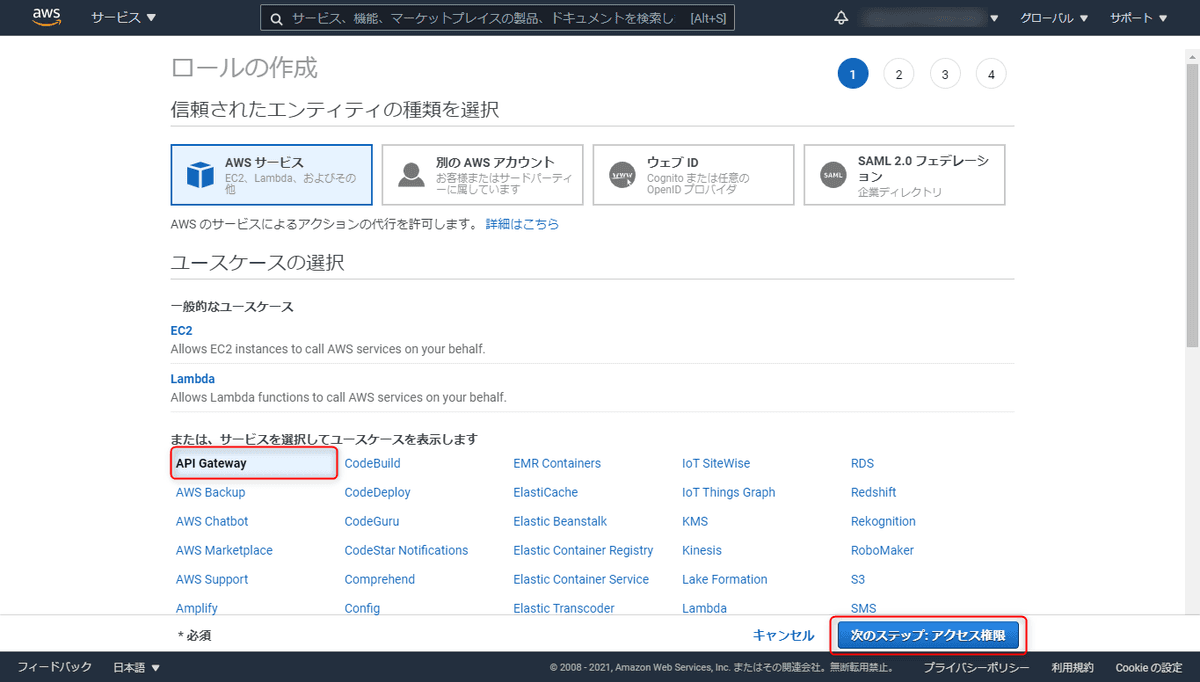 aws サービス ▼ サービス、機能、マーケットプレイスの製品、ドキュメントを検索し [Alt+S] ▼ グローバル ▼ サポート ▼
ロールの作成
1 2 3 4
信頼されたエンティティの種類を選択
AWS サービス
EC2、Lambda、およびその
他
別の AWS アカウント
お客様またはサードパーティ
ーに属しています
WWW
ウェブ ID
Cognito または任意の
OpenID プロバイダ
SAML
SAML 2.0 フェデレーシ
ョン
企業ディレクトリ
AWS のサービスによるアクションの代行を許可します。 詳細はこちら
ユースケースの選択
一般的なユースケース
EC2
Allows EC2 instances to call AWS services on your behalf.
Lambda
Allows Lambda functions to call AWS services on your behalf.
または、サービスを選択してユースケースを表示します
API Gateway CodeBuild EMR Containers IoT SiteWise RDS
AWS Backup CodeDeploy ElastiCache IoT Things Graph Redshift
AWS Chatbot CodeGuru Elastic Beanstalk KMS Rekognition
AWS Marketplace CodeStar Notifications Elastic Container Registry Kinesis RoboMaker
AWS Support Comprehend Elastic Container Service Lake Formation S3
Amplify Config Elastic Transcoder Lambda SMS
* 必須 キャンセル 次のステップ: アクセス権限
フィードバック 日本語 ▼ © 2008 - 2021, Amazon Web Services, Inc. またはその関連会社。無断転用禁止。 プライバシーポリシー 利用規約 Cookie の設定